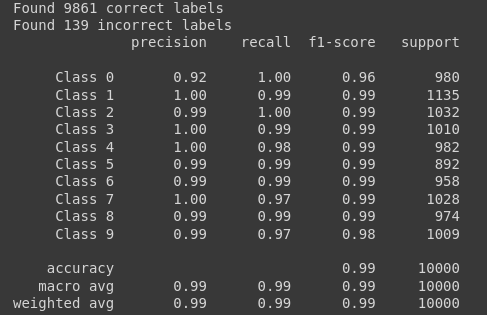 Found 9861 correct labels
Found 139 incorrect labels
              precision    recall  f1-score   support

     Class 0       0.92      1.00      0.96       980
     Class 1       1.00      0.99      0.99      1135
     Class 2       0.99      1.00      0.99      1032
     Class 3       1.00      0.99      0.99      1010
     Class 4       1.00      0.98      0.99       982
     Class 5       0.99      0.99      0.99       892
     Class 6       0.99      0.99      0.99       958
     Class 7       1.00      0.97      0.99      1028
     Class 8       0.99      0.99      0.99       974
     Class 9       0.99      0.97      0.98      1009

    accuracy                           0.99     10000
   macro avg       0.99      0.99      0.99     10000
weighted avg       0.99      0.99      0.99     10000